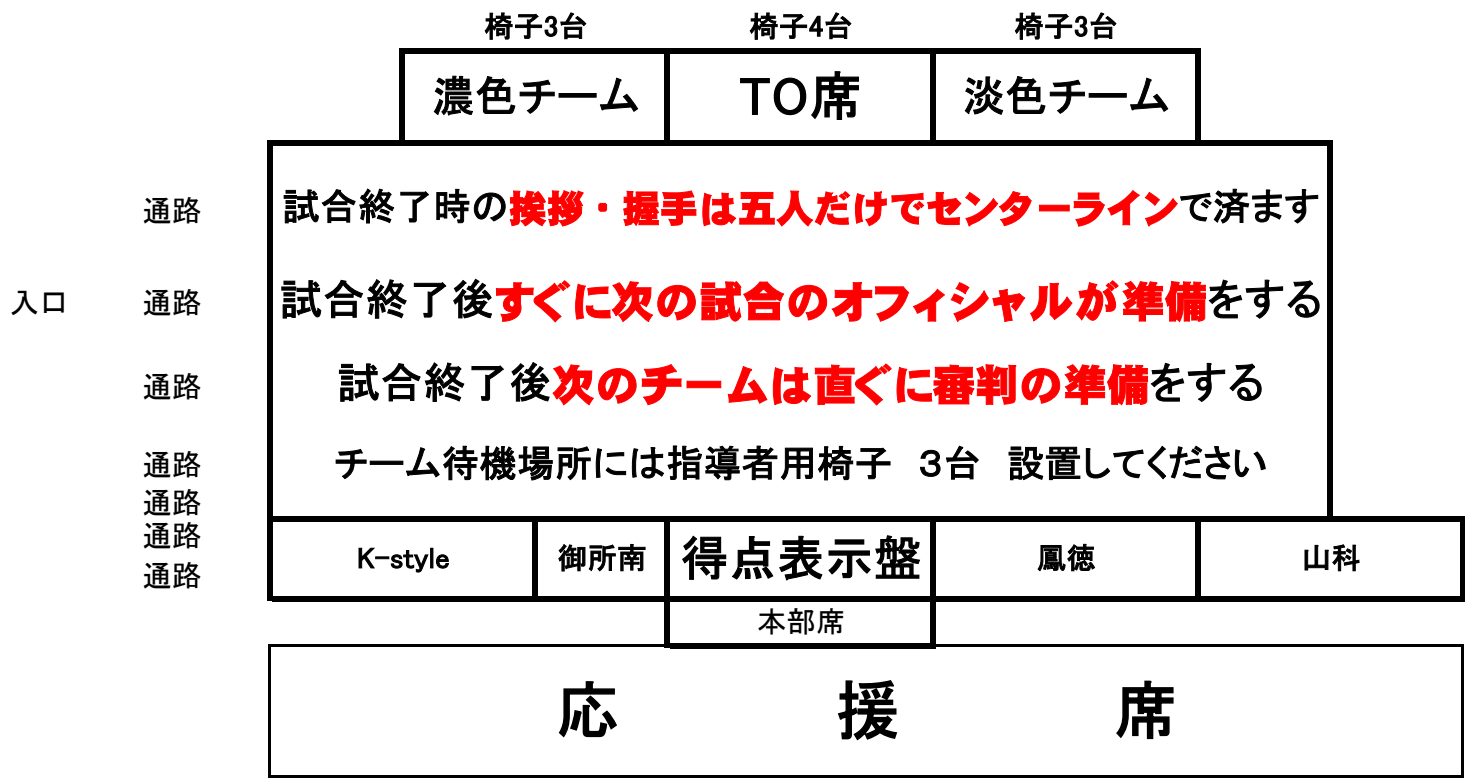 椅子3台 椅子4台 椅子3台
濃色チーム TO席 淡色チーム
通路 試合終了時の挨拶・握手は五人だけでセンターラインで済ます
入口 通路 試合終了後すぐに次の試合のオフィシャルが準備をする
通路 試合終了後次のチームは直ぐに審判の準備をする
通路 チーム待機場所には指導者用椅子 3台 設置してください
通路
通路
K-style 御所南 得点表示盤 鳳徳 山科
通路
本部席
応 援 席